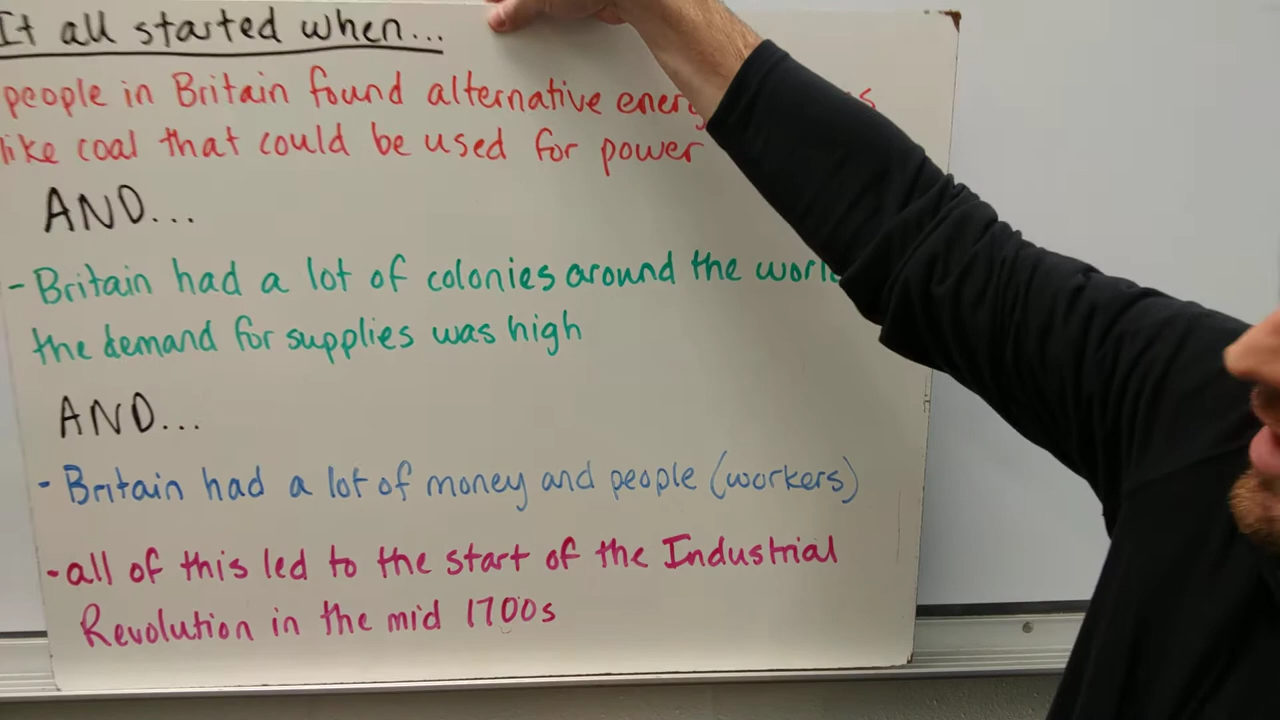 It all started when...
people in Britain found alternative
like coal that could be used for power
AND...
- Britain had a lot of colonies around the
the demand for supplies was high
AND...
- Britain had a lot of money and people (workers)
- all of this led to the start of the Industrial
Revolution in the mid 1700s